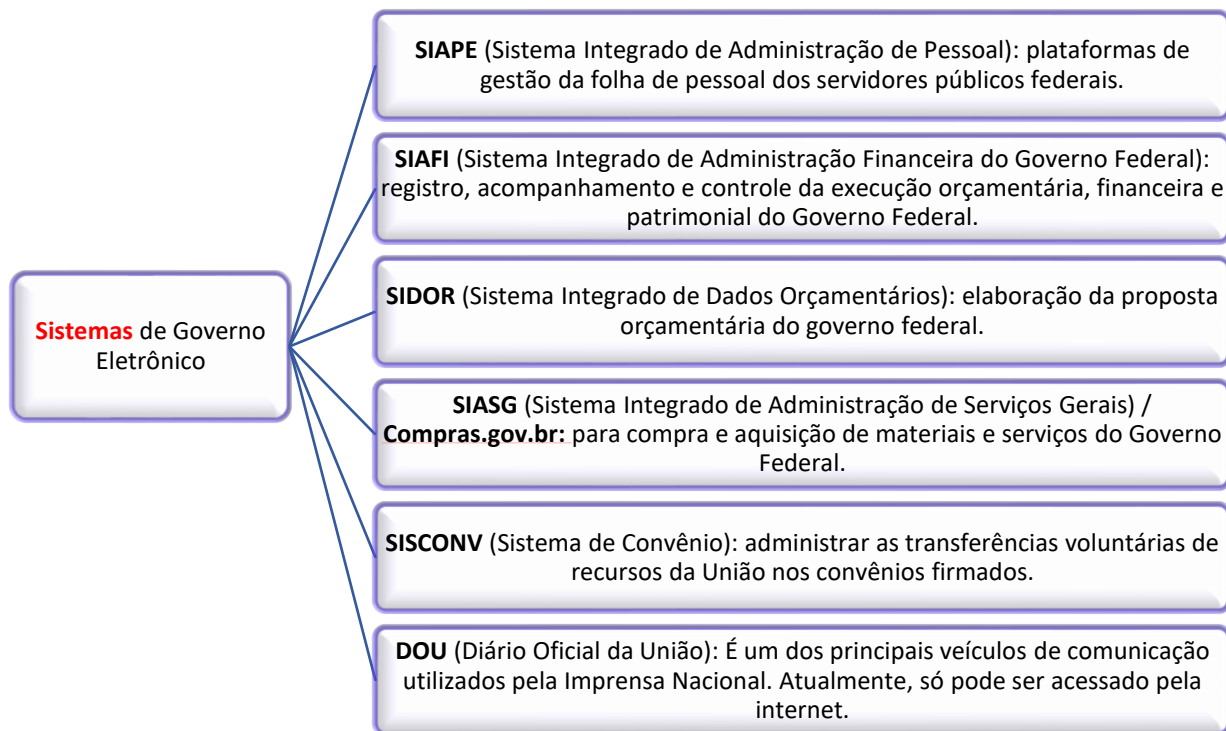 SIAPE (Sistema Integrado de Administração de Pessoal): plataformas de
gestão da folha de pessoal dos servidores públicos federais.
SIAFI (Sistema Integrado de Administração Financeira do Governo Federal):
registro, acompanhamento e controle da execução orçamentária, financeira e
patrimonial do Governo Federal.
SIDOR (Sistema Integrado de Dados Orçamentários): elaboração da proposta
orçamentária do governo federal.
Sistemas de Governo
Eletrônico
SIASG (Sistema Integrado de Administração de Serviços Gerais) /
Compras.gov.br: para compra e aquisição de materiais e serviços do Governo
Federal.
SISCONV (Sistema de Convênio): administrar as transferências voluntárias de
recursos da União nos convênios firmados.
DOU (Diário Oficial da União): É um dos principais veículos de comunicação
utilizados pela Imprensa Nacional. Atualmente, só pode ser acessado pela
internet.